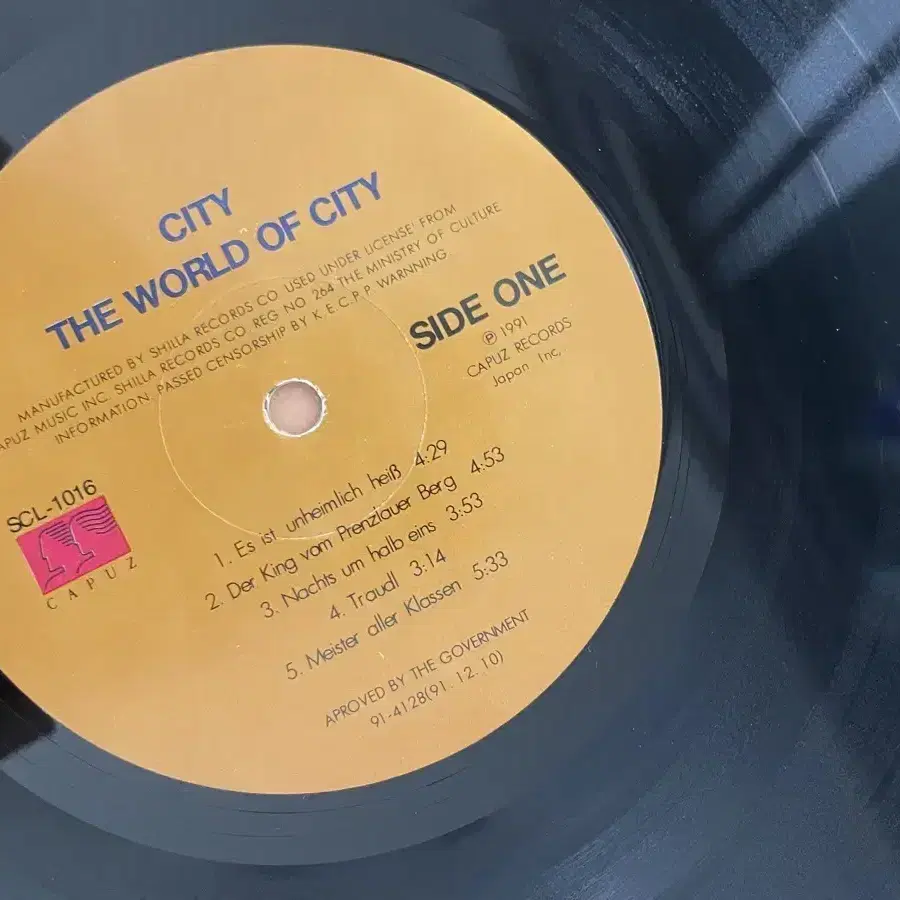 CITY
THE WORLD OF CITY
MANUFACTURED BY SHILLA RECORDS CO USED UNDER LICENSE' FROM
APUZ MUSIC INC. SHILLA RECORDS CO. REG NO 264 THE MINISTRY OF CULTURE
INFORMATION. PASSED CENSORSHIP BY K.E.C.P.P. WARNNING
SIDE ONE
℗ 1991
CAPUZ RECORDS
Japan Inc,
SCL-1016
CAPUZ
1. Es ist unheimlich heiß 4:29
2. Der King vom Prenzlauer Berg 4:53
3. Nachts um halb eins 3:53
4. Traudl 3:14
5. Meister aller Klassen 5:33
APROVED BY THE GOVERNMENT
91-4128(91. 12. 10)